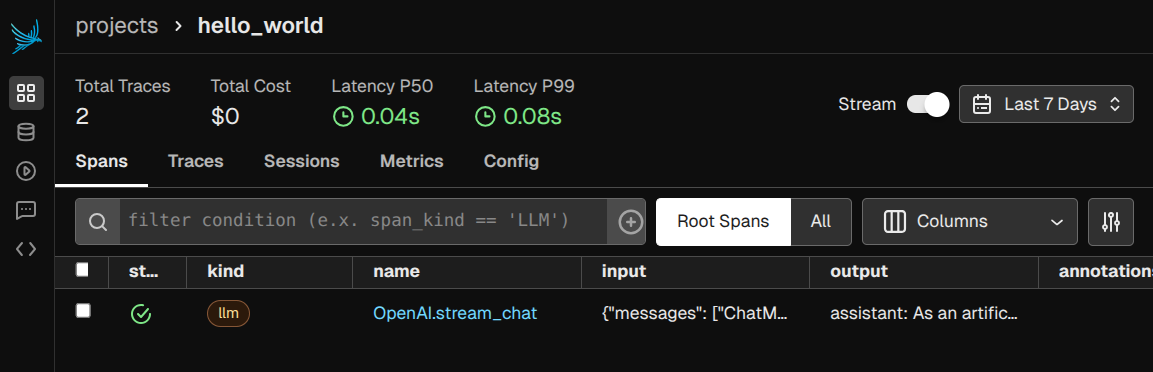 projects > hello_world
Total Traces
2
Total Cost
$0
Latency P50
0.04s
Latency P99
0.08s
Stream
Last 7 Days
Spans Traces Sessions Metrics Config
filter condition (e.x. span_kind == 'LLM')
Root Spans All
Columns
st... kind name input output annotations
llm OpenAI.stream_chat {"messages": ["ChatM... assistant: As an artific...